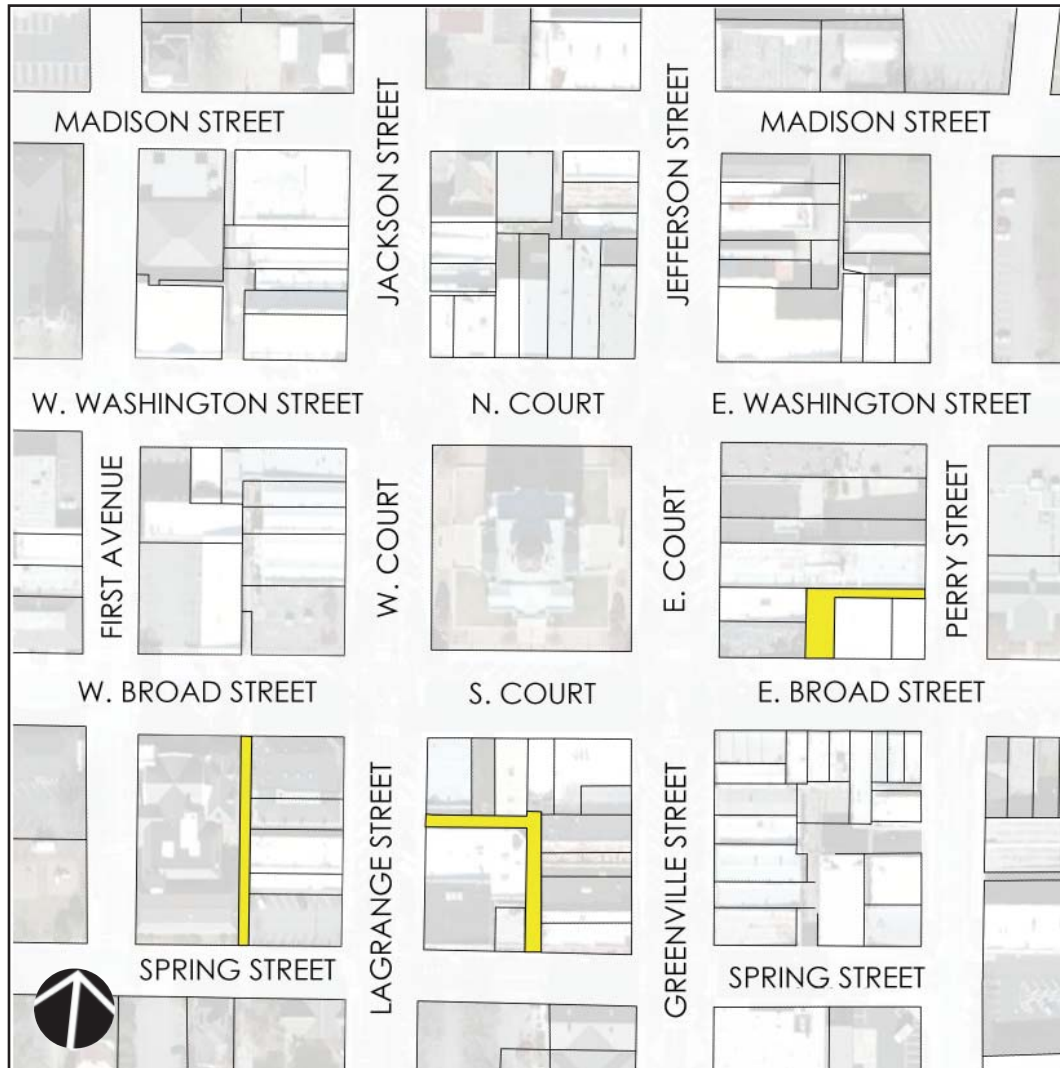 MADISON STREET
JACKSON STREET
JEFFERSON STREET
MADISON STREET
W. WASHINGTON STREET
N. COURT
E. WASHINGTON STREET
FIRST AVENUE
W. COURT
E. COURT
PERRY STREET
W. BROAD STREET
S. COURT
E. BROAD STREET
LAGRANGE STREET
GREENVILLE STREET
SPRING STREET
SPRING STREET